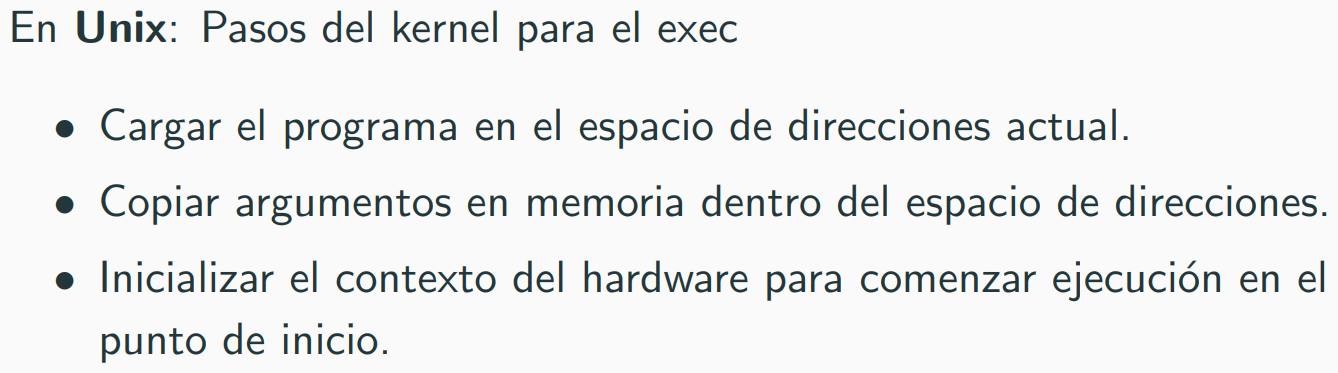 En Unix: Pasos del kernel para el exec
• Cargar el programa en el espacio de direcciones actual.
• Copiar argumentos en memoria dentro del espacio de direcciones.
• Inicializar el contexto del hardware para comenzar ejecución en el
punto de inicio.